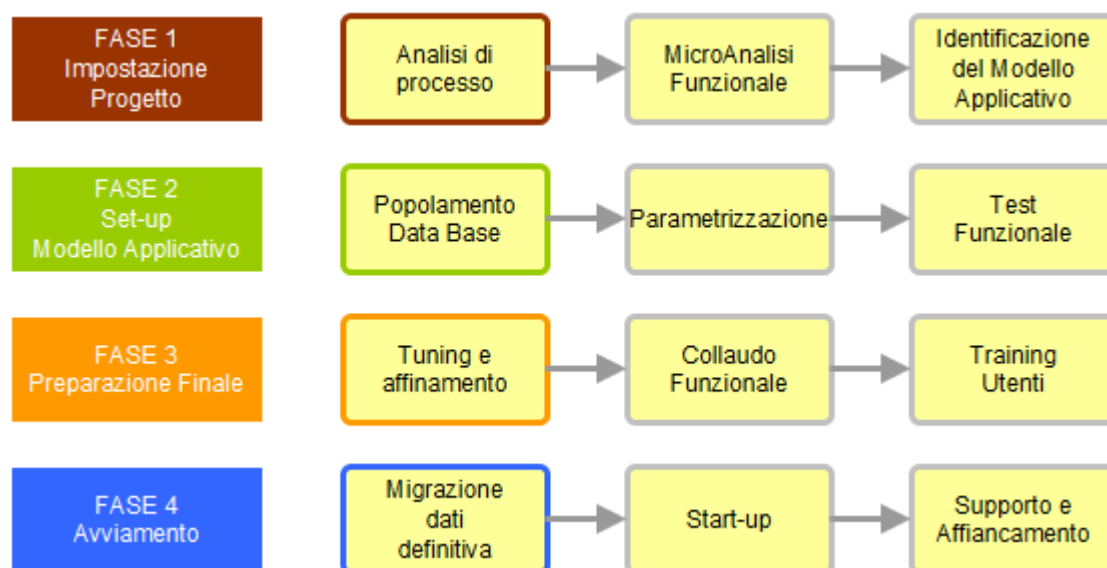 FASE 1
Impostazione
Progetto
Analisi di
processo
MicroAnalisi
Funzionale
Identificazione
del Modello
Applicativo
FASE 2
Set-up
Modello Applicativo
Popolamento
Data Base
Parametrizzazione
Test
Funzionale
FASE 3
Preparazione Finale
Tuning e
affinamento
Collaudo
Funzionale
Training
Utenti
FASE 4
Avviamento
Migrazione
dati
definitiva
Start-up
Supporto e
Affiancamento